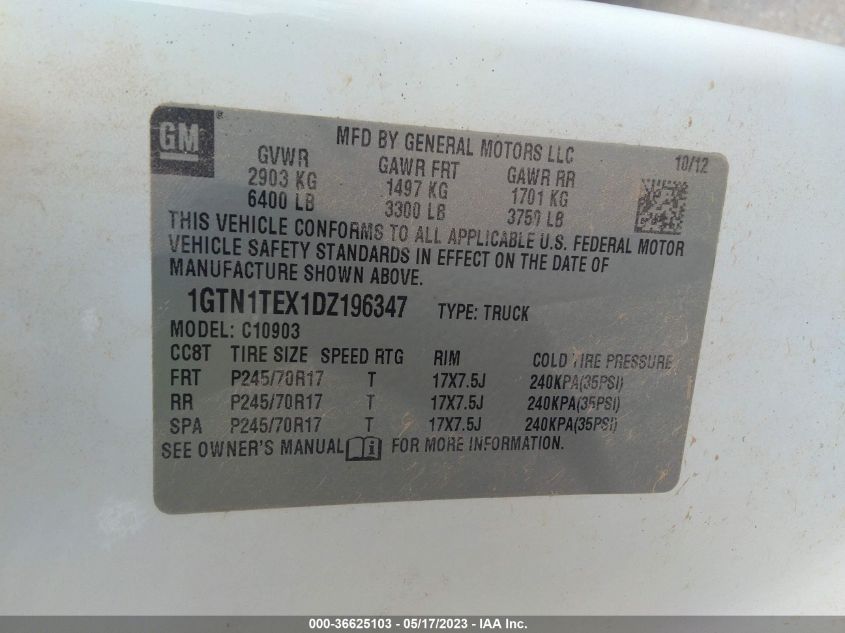 GM®
MFD BY GENERAL MOTORS LLC 10/12
GVWR GAWR FRT GAWR RR
2903 KG 1497 KG 1701 KG
6400 LB 3300 LB 3750 LB
THIS VEHICLE CONFORMS TO ALL APPLICABLE U.S. FEDERAL MOTOR
VEHICLE SAFETY STANDARDS IN EFFECT ON THE DATE OF
MANUFACTURE SHOWN ABOVE.
1GTN1TEX1DZ196347 TYPE: TRUCK
MODEL: C10903
CC8T TIRE SIZE SPEED RTG RIM COLD TIRE PRESSURE
FRT P245/70R17 T 17X7.5J 240KPA(35PSI)
RR P245/70R17 T 17X7.5J 240KPA(35PSI)
SPA P245/70R17 T 17X7.5J 240KPA(35PSI)
SEE OWNER'S MANUAL FOR MORE INFORMATION.
000-36625103 - 05/17/2023 - IAA Inc.